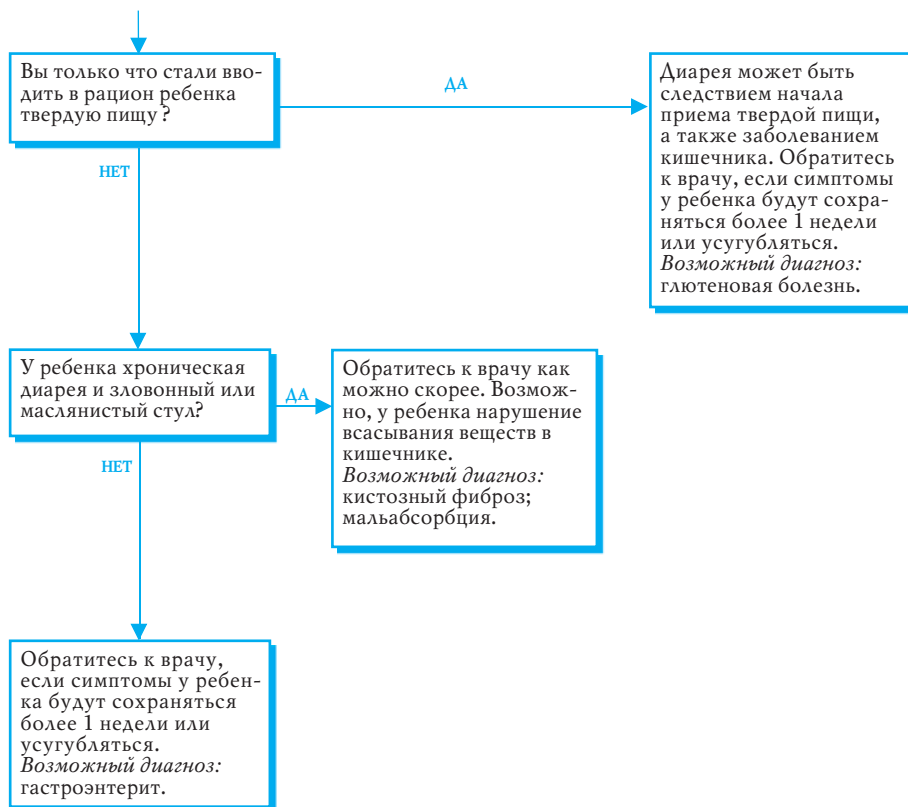 Вы только что стали вво-
дить в рацион ребенка
твердую пищу?
ДА
Диарея может быть
следствием начала
приема твердой пищи,
а также заболеванием
кишечника. Обратитесь
к врачу, если симптомы
у ребенка будут сохра-
няться более 1 недели
или усугубляться.
Возможный диагноз:
глютеновая болезнь.
НЕТ
У ребенка хроническая
диарея и зловонный или
маслянистый стул?
ДА
Обратитесь к врачу как
можно скорее. Возмож-
но, у ребенка нарушение
всасывания веществ в
кишечнике.
Возможный диагноз:
кистозный фиброз;
мальабсорбция.
НЕТ
Обратитесь к врачу,
если симптомы у ребен-
ка будут сохраняться
более 1 недели или
усугубляться.
Возможный диагноз:
гастроэнтерит.